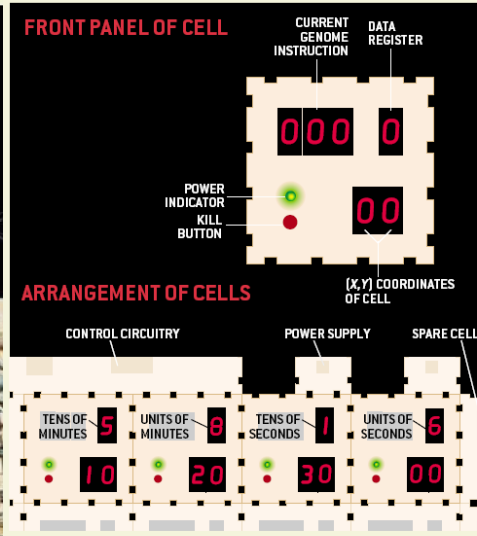 FRONT PANEL OF CELL
CURRENT
GENOME
INSTRUCTION
DATA
REGISTER
000
0
POWER
INDICATOR
KILL
BUTTON
00
(X,Y) COORDINATES
OF CELL
ARRANGEMENT OF CELLS
CONTROL CIRCUITRY
POWER SUPPLY
SPARE CELL
TENS OF
MINUTES
5
UNITS OF
MINUTES
8
TENS OF
SECONDS
1
UNITS OF
SECONDS
6
10
20
30
00